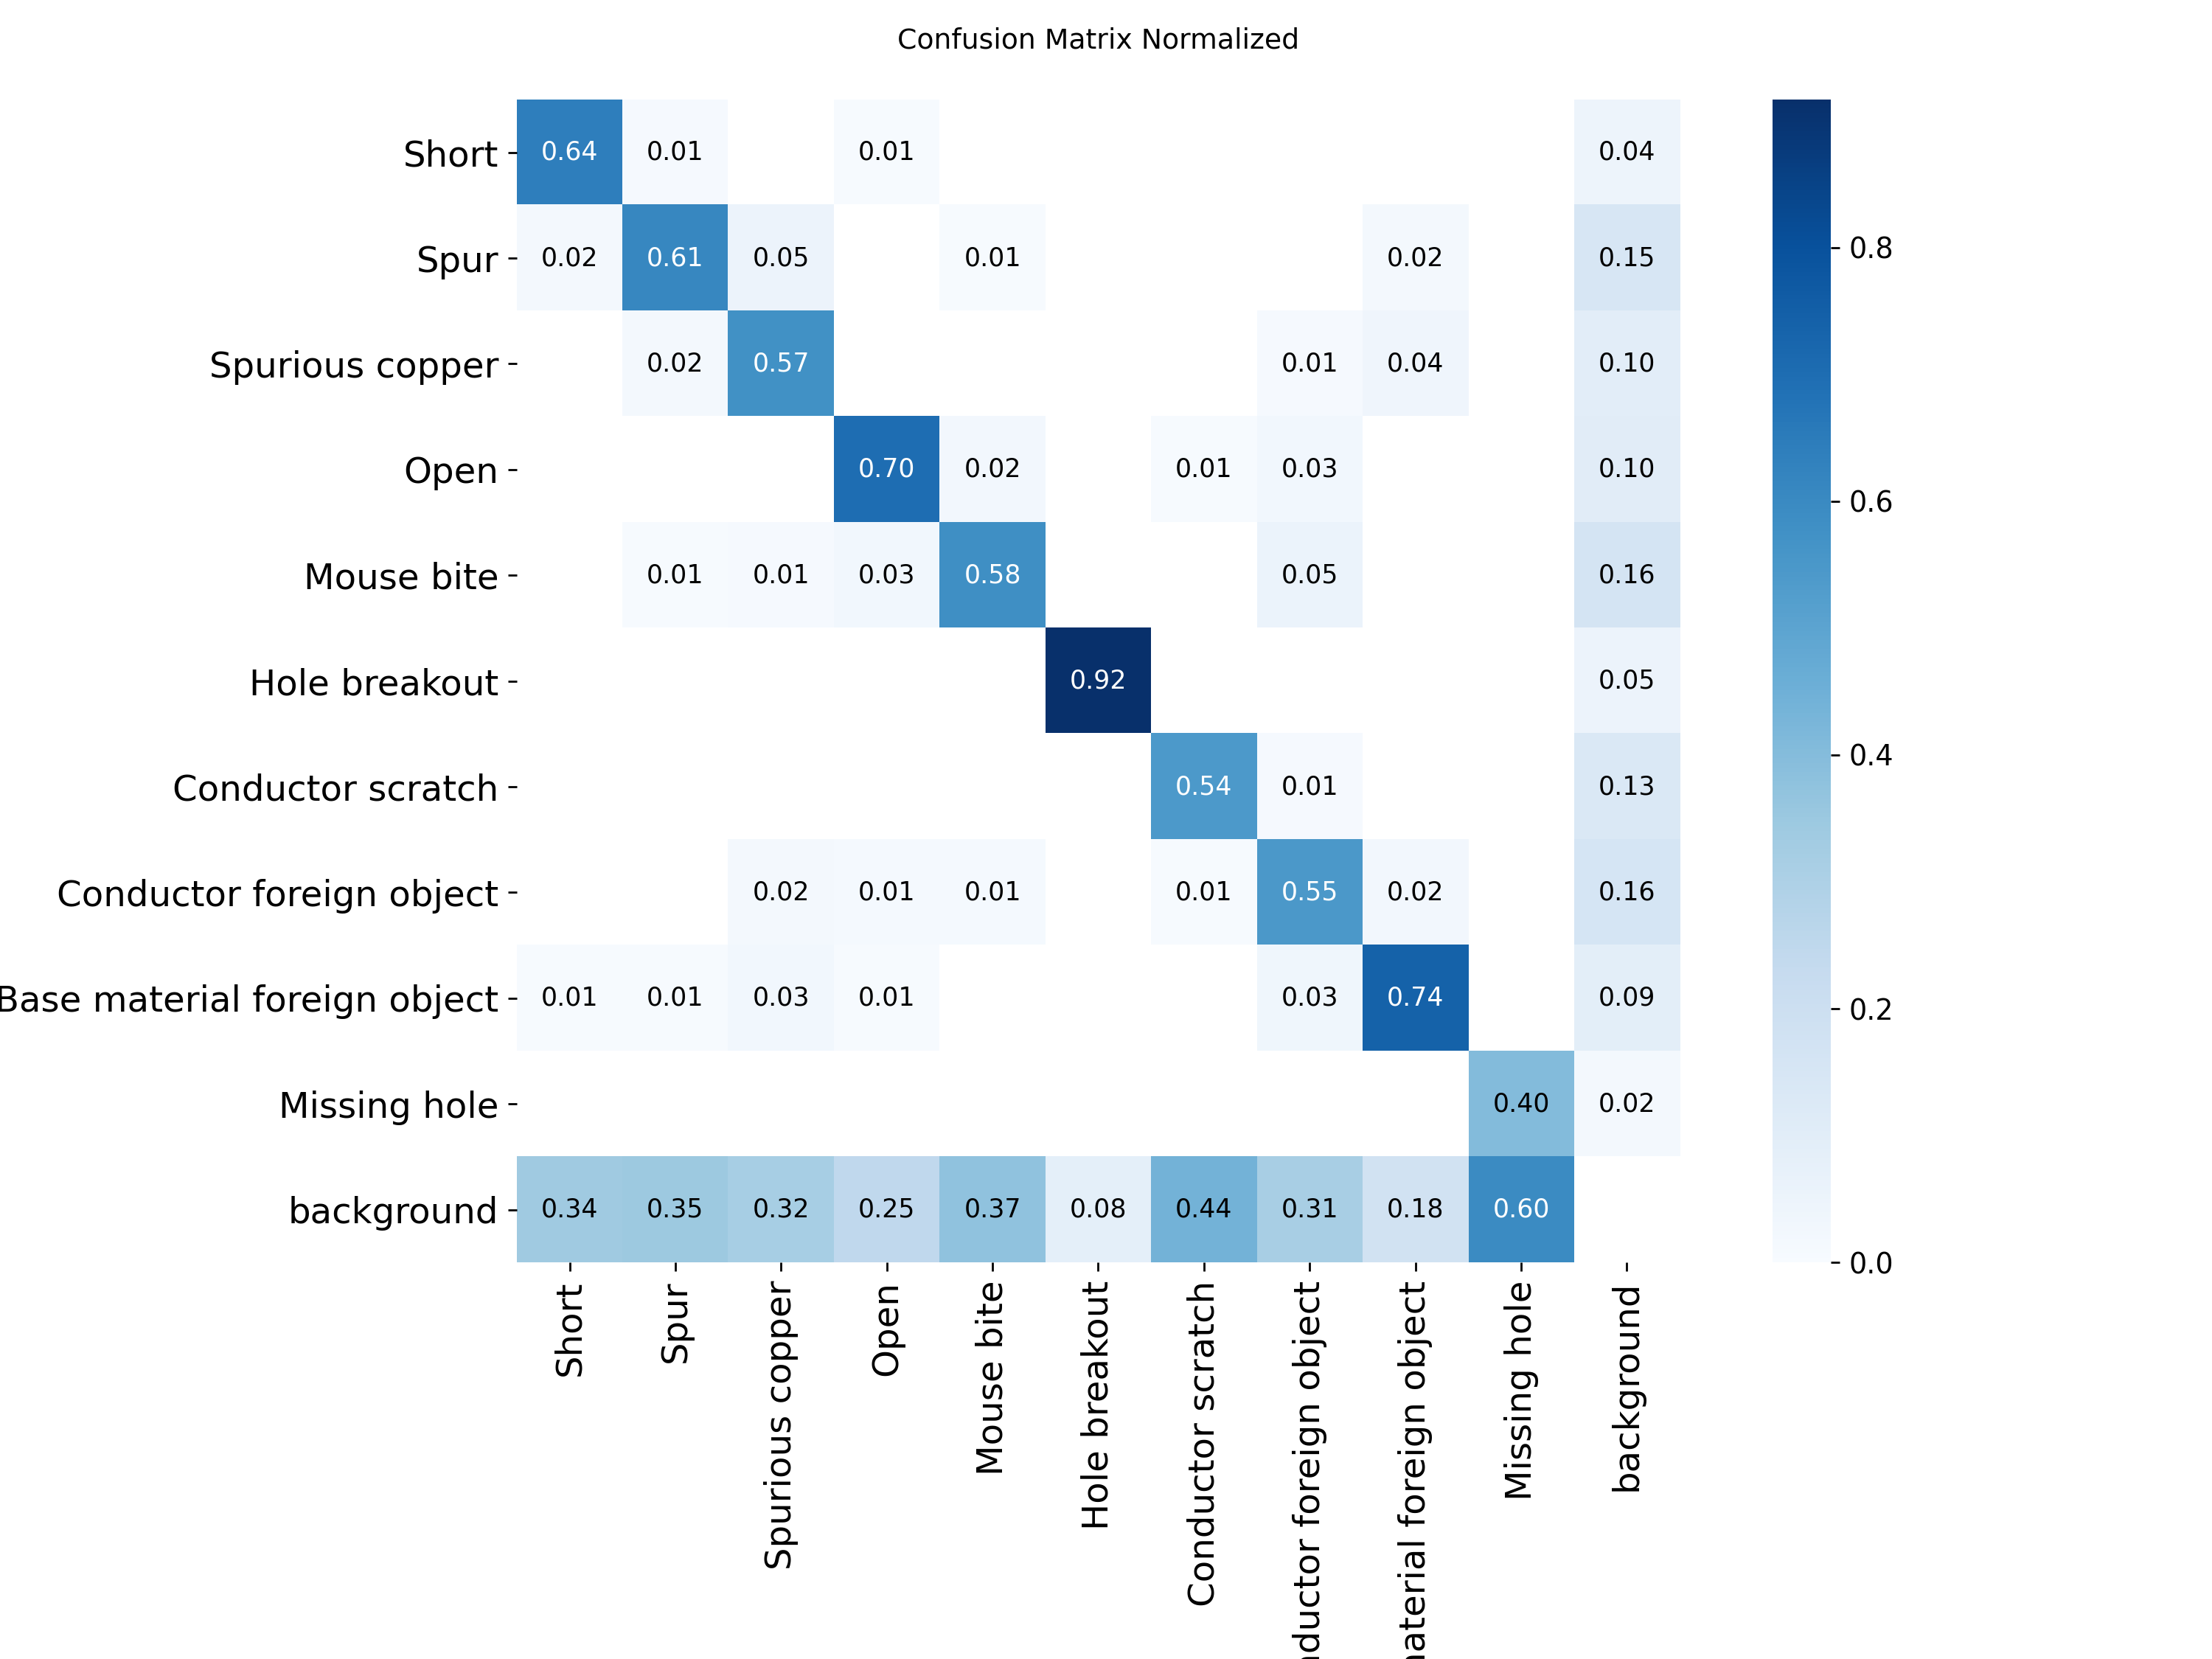 Confusion Matrix Normalized
Short 0.64 0.01 0.01 0.04
Spur 0.02 0.61 0.05 0.01 0.02 0.15
Spurious copper 0.02 0.57 0.01 0.04 0.10
Open 0.70 0.02 0.01 0.03 0.10
Mouse bite 0.01 0.01 0.03 0.58 0.05 0.16
Hole breakout 0.92 0.05
Conductor scratch 0.54 0.01 0.13
Conductor foreign object 0.02 0.01 0.01 0.01 0.55 0.02 0.16
Base material foreign object 0.01 0.01 0.03 0.01 0.03 0.74 0.09
Missing hole 0.40 0.02
background 0.34 0.35 0.32 0.25 0.37 0.08 0.44 0.31 0.18 0.60
Short
Spur
Spurious copper
Open
Mouse bite
Hole breakout
Conductor scratch
nductor foreign object
material foreign object
Missing hole
background
0.8
0.6
0.4
0.2
0.0